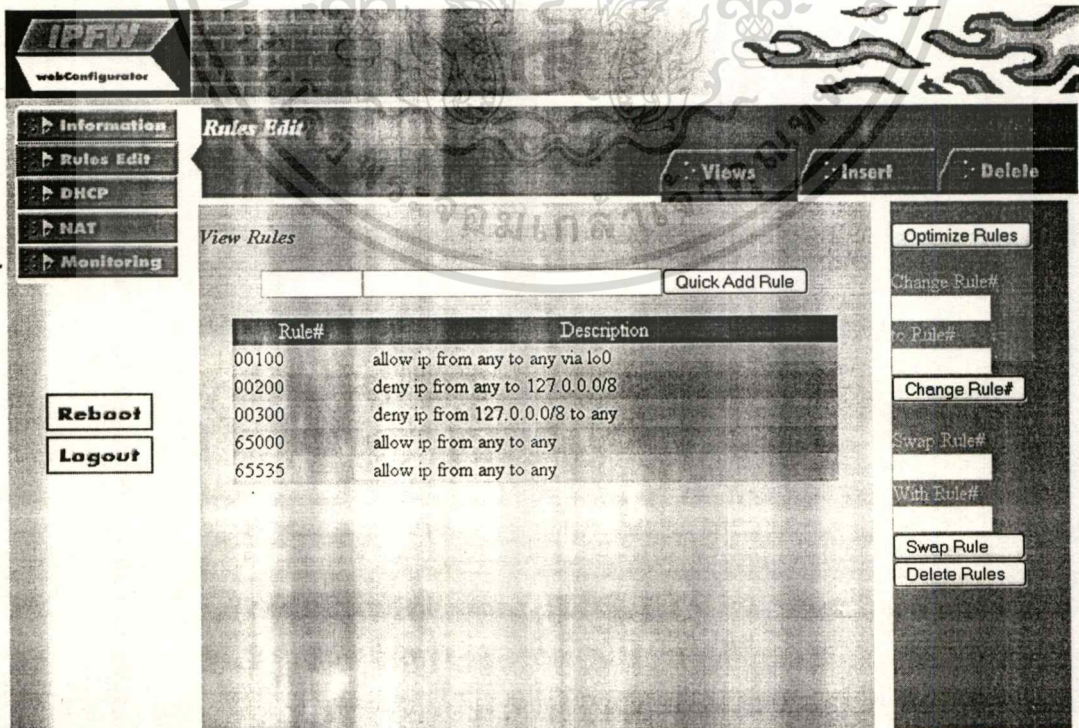 IPFW
webConfigurator
Information
Rules Edit
DHCP
NAT
Monitoring
Reboot
Logout
Rules Edit
Views
Insert
Delete
View Rules
Quick Add Rule
Rule# Description
00100 allow ip from any to any via lo0
00200 deny ip from any to 127.0.0.0/8
00300 deny ip from 127.0.0.0/8 to any
65000 allow ip from any to any
65535 allow ip from any to any
Optimize Rules
Change Rule#
to Rule#
Change Rule#
Swap Rule#
With Rule#
Swap Rule
Delete Rules